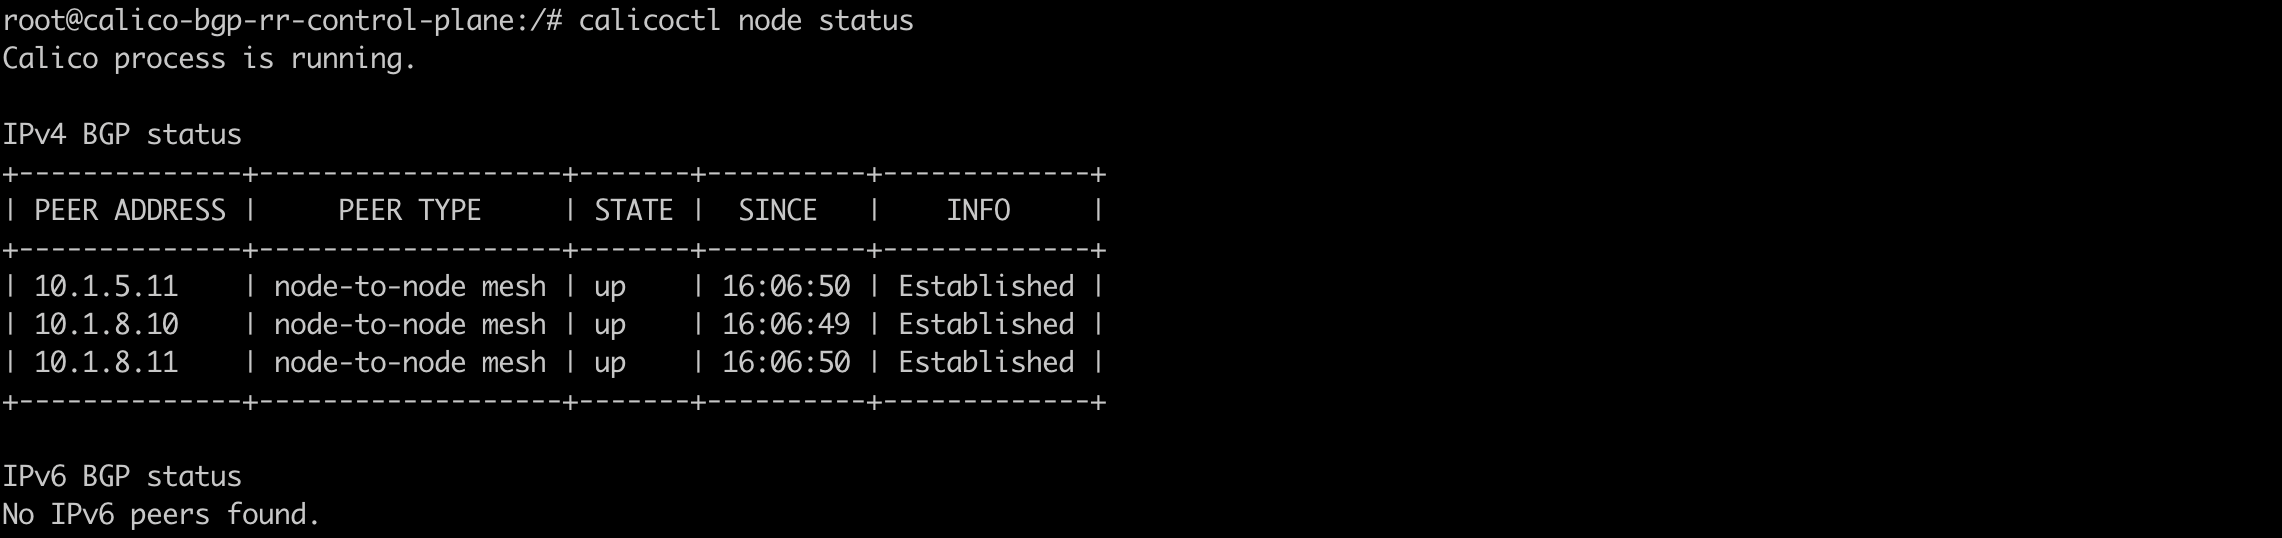 root@calico-bgp-rr-control-plane:/# calicoctl node status
Calico process is running.

IPv4 BGP status
+--------------+-------------------+-------+----------+-------------+
| PEER ADDRESS |     PEER TYPE     | STATE |  SINCE   |    INFO     |
+--------------+-------------------+-------+----------+-------------+
| 10.1.5.11    | node-to-node mesh | up    | 16:06:50 | Established |
| 10.1.8.10    | node-to-node mesh | up    | 16:06:49 | Established |
| 10.1.8.11    | node-to-node mesh | up    | 16:06:50 | Established |
+--------------+-------------------+-------+----------+-------------+

IPv6 BGP status
No IPv6 peers found.